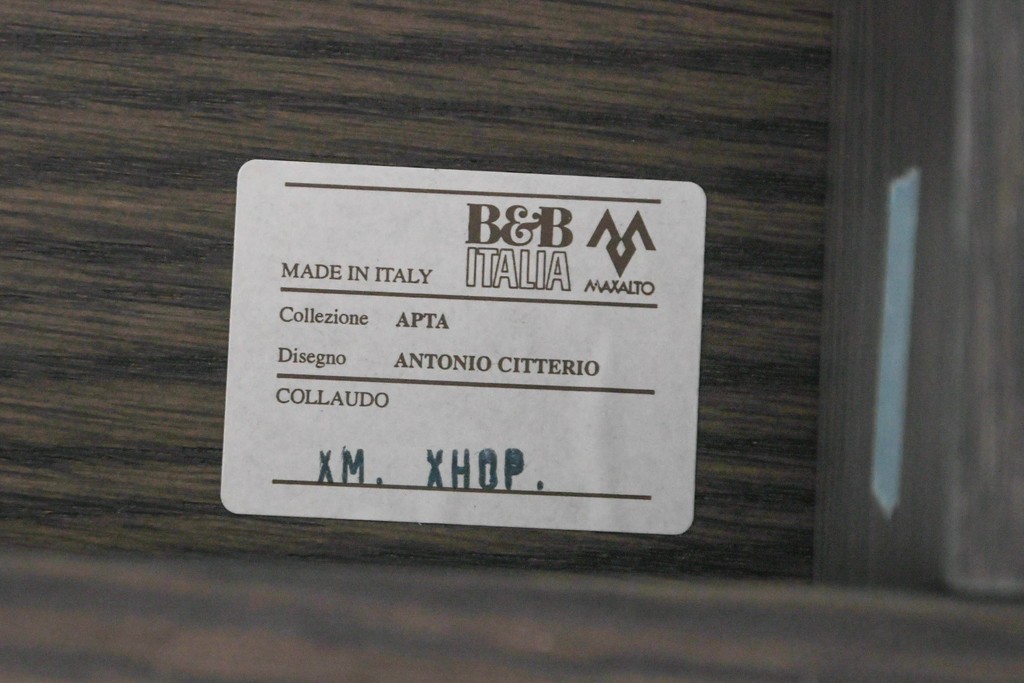 B&B
ITALIA
MAXALTO
MADE IN ITALY
Collezione APTA
Disegno ANTONIO CITTERIO
COLLAUDO
XM. XHOP.